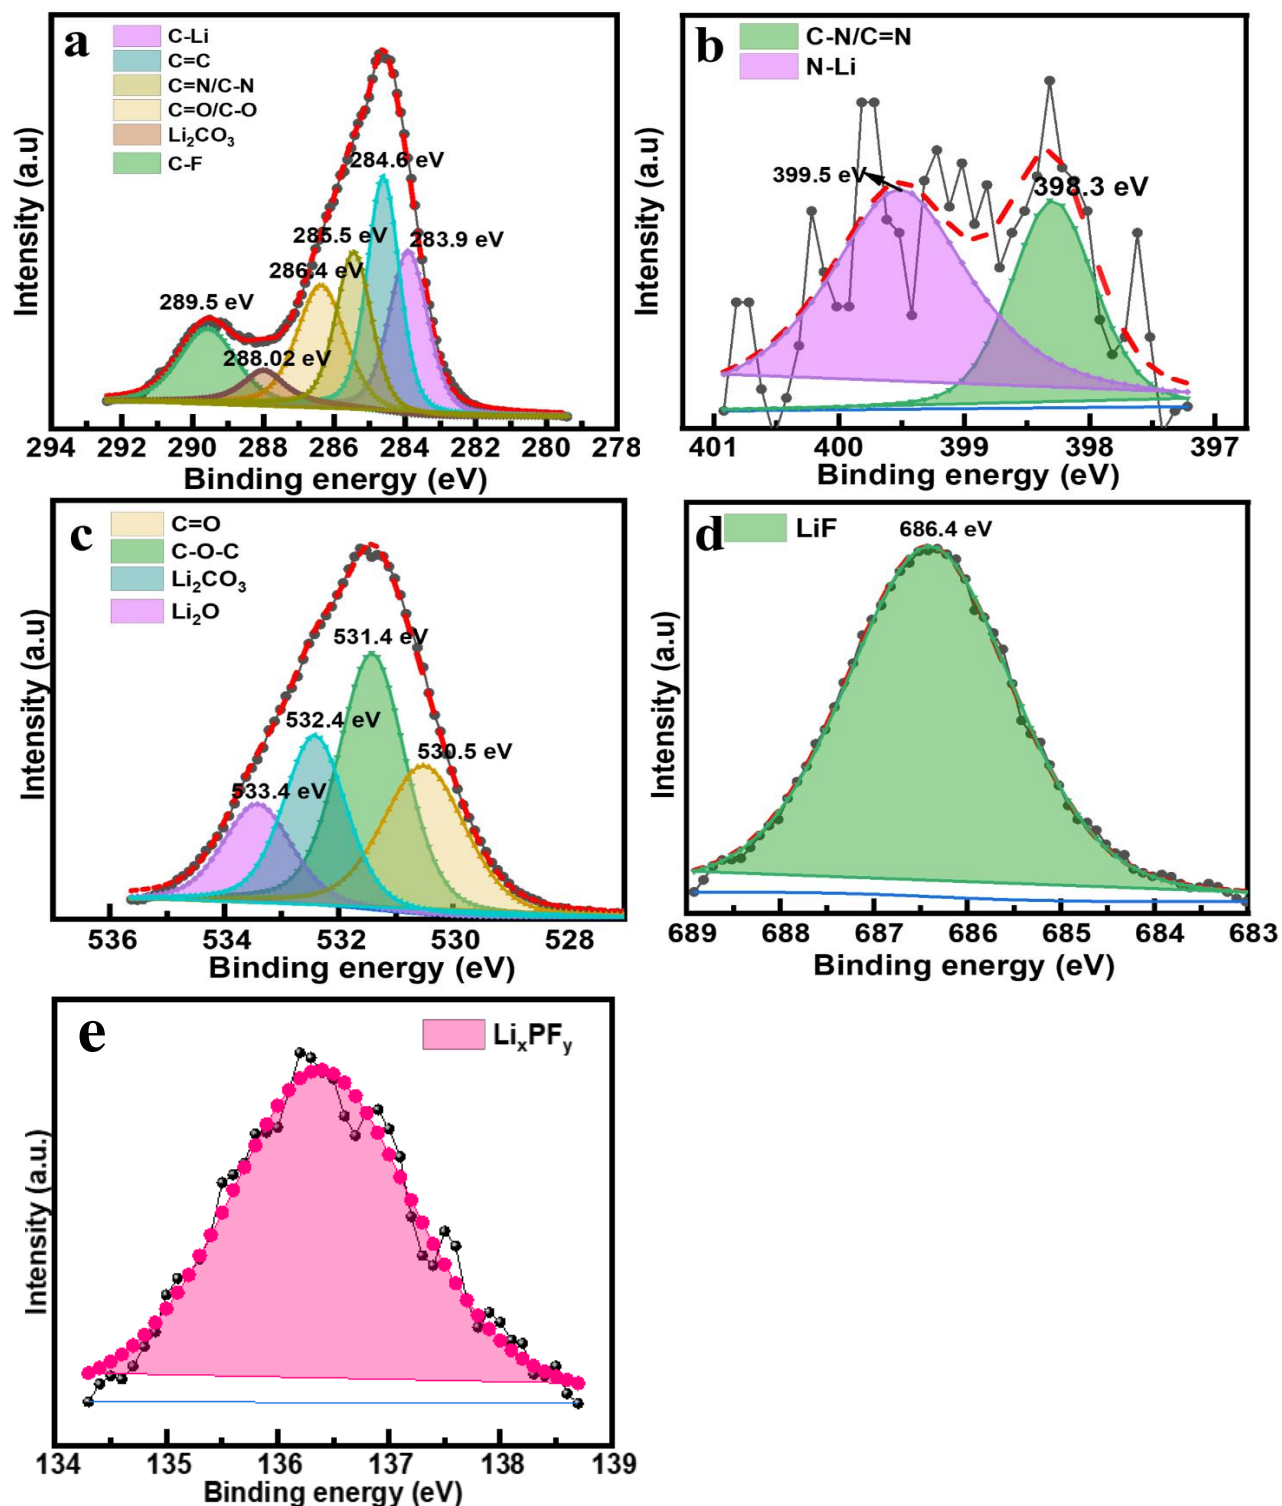 a
C-Li
C=C
C=N/C-N
C=O/C-O
Li₂CO₃
C-F
284.6 eV
285.5 eV
283.9 eV
286.4 eV
289.5 eV
288.02 eV
Intensity (a.u)
294 292 290 288 286 284 282 280 278
Binding energy (eV)
b
C-N/C=N
N-Li
399.5 eV
398.3 eV
Intensity (a.u)
401 400 399 398 397
Binding energy (eV)
c
C=O
C-O-C
Li₂CO₃
Li₂O
531.4 eV
532.4 eV
530.5 eV
533.4 eV
Intensity (a.u)
536 534 532 530 528
Binding energy (eV)
d
LiF
686.4 eV
Intensity (a.u)
689 688 687 686 685 684 683
Binding energy (eV)
e
LiₓPFᵧ
Intensity (a.u.)
134 135 136 137 138 139
Binding energy (eV)